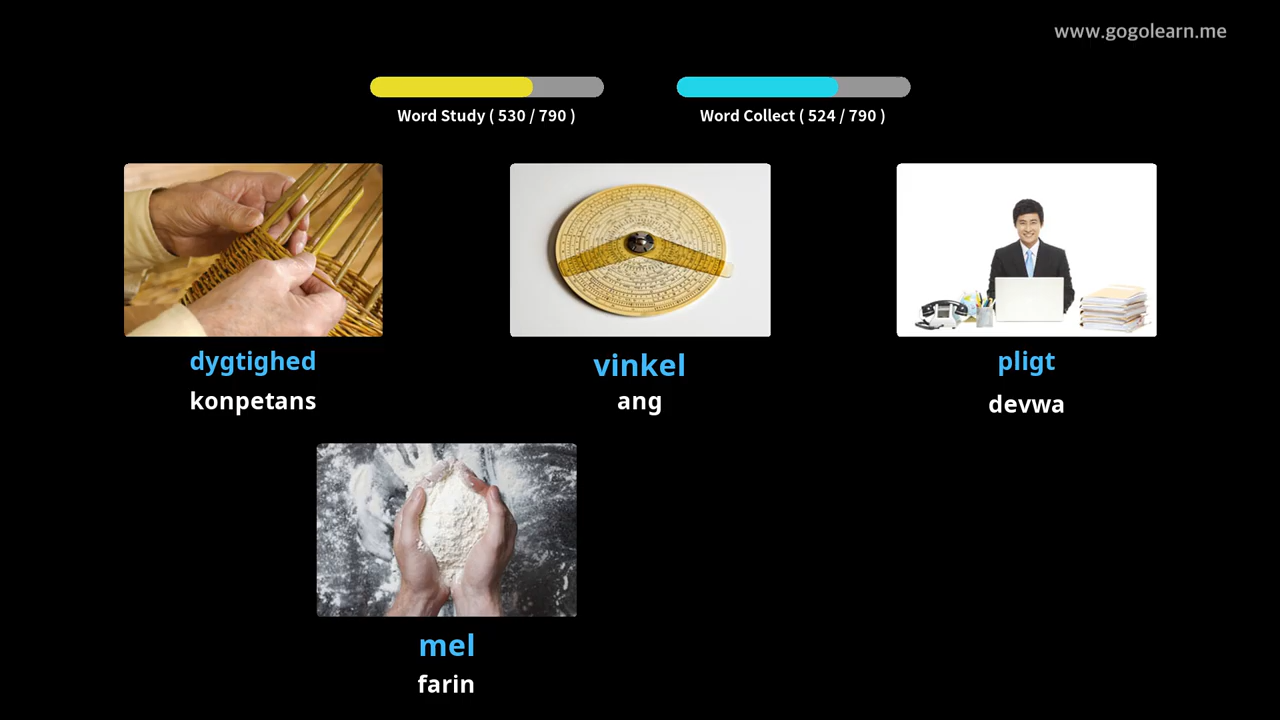 www.gogolearn.me
Word Study ( 530 / 790 )
Word Collect ( 524 / 790 )
dygtighed
konpetans
vinkel
ang
pligt
devwa
mel
farin